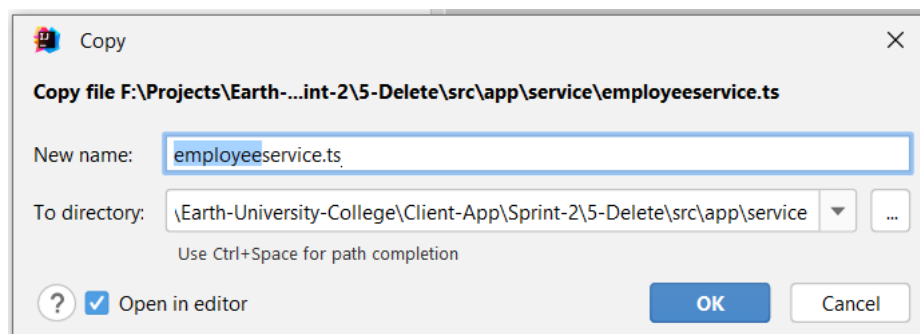 Copy
Copy file F:\Projects\Earth-...int-2\5-Delete\src\app\service\employeeservice.ts
New name: employeeservice.ts
To directory: \Earth-University-College\Client-App\Sprint-2\5-Delete\src\app\service ...
Use Ctrl+Space for path completion
? Open in editor OK Cancel